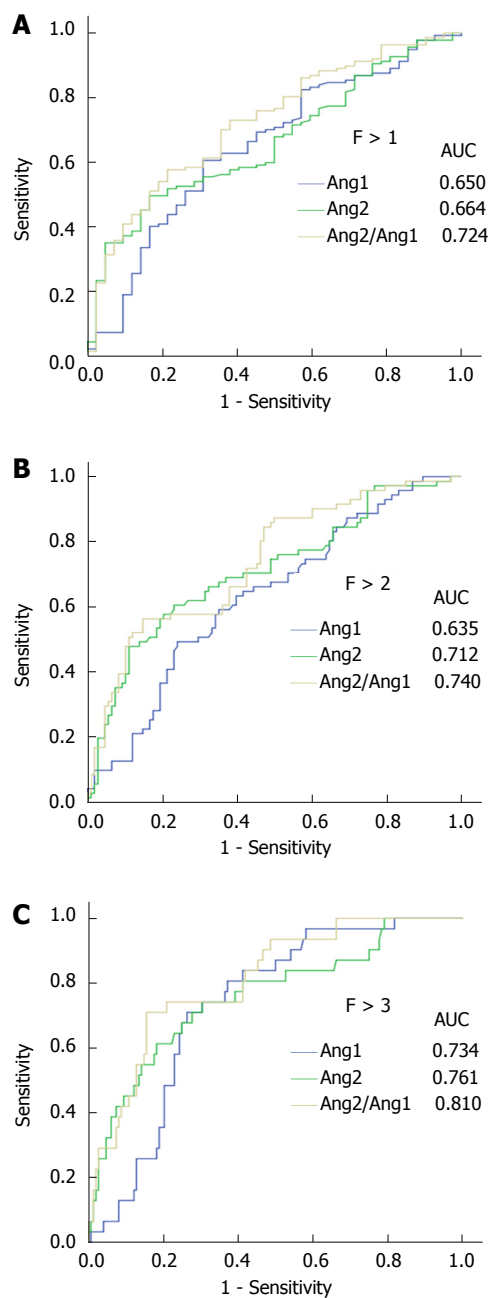 A
1.0
0.8
0.6
0.4
0.2
0.0
Sensitivity
F > 1
AUC
Ang1 0.650
Ang2 0.664
Ang2/Ang1 0.724
0.0 0.2 0.4 0.6 0.8 1.0
1 - Sensitivity
B
1.0
0.8
0.6
0.4
0.2
0.0
Sensitivity
F > 2
AUC
Ang1 0.635
Ang2 0.712
Ang2/Ang1 0.740
0.0 0.2 0.4 0.6 0.8 1.0
1 - Sensitivity
C
1.0
0.8
0.6
0.4
0.2
0.0
Sensitivity
F > 3
AUC
Ang1 0.734
Ang2 0.761
Ang2/Ang1 0.810
0.0 0.2 0.4 0.6 0.8 1.0
1 - Sensitivity